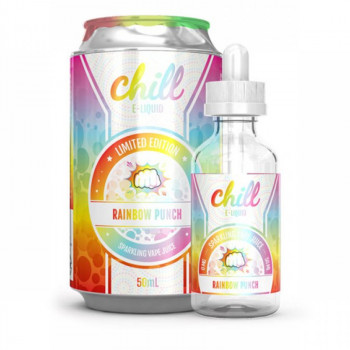 chill
E-LIQUID
LIMITED EDITION
RAINBOW PUNCH
SPARKLING VAPE JUICE
50mL
chill
E-LIQUID
RAINBOW PUNCH